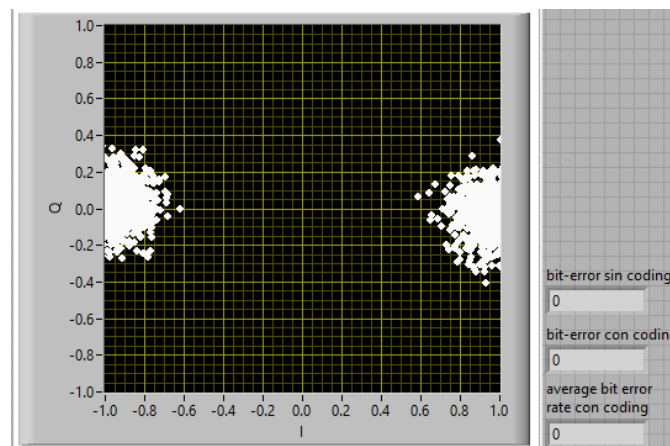 1.0
0.8
0.6
0.4
0.2
Q
0.0
-0.2
-0.4
-0.6
-0.8
-1.0
-1.0 -0.8 -0.6 -0.4 -0.2 0.0 0.2 0.4 0.6 0.8 1.0
I
bit-error sin coding
0
bit-error con codin
0
average bit error
rate con coding
0